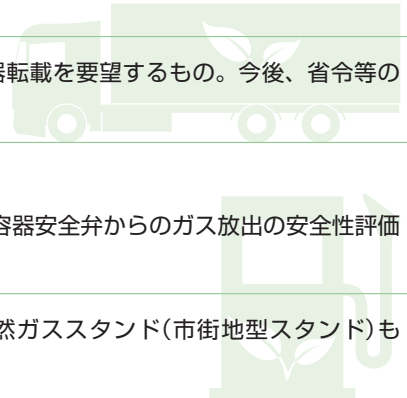 器転載を要望するもの。今後、省令等の
容器安全弁からのガス放出の安全性評価
然ガススタンド(市街地型スタンド)も